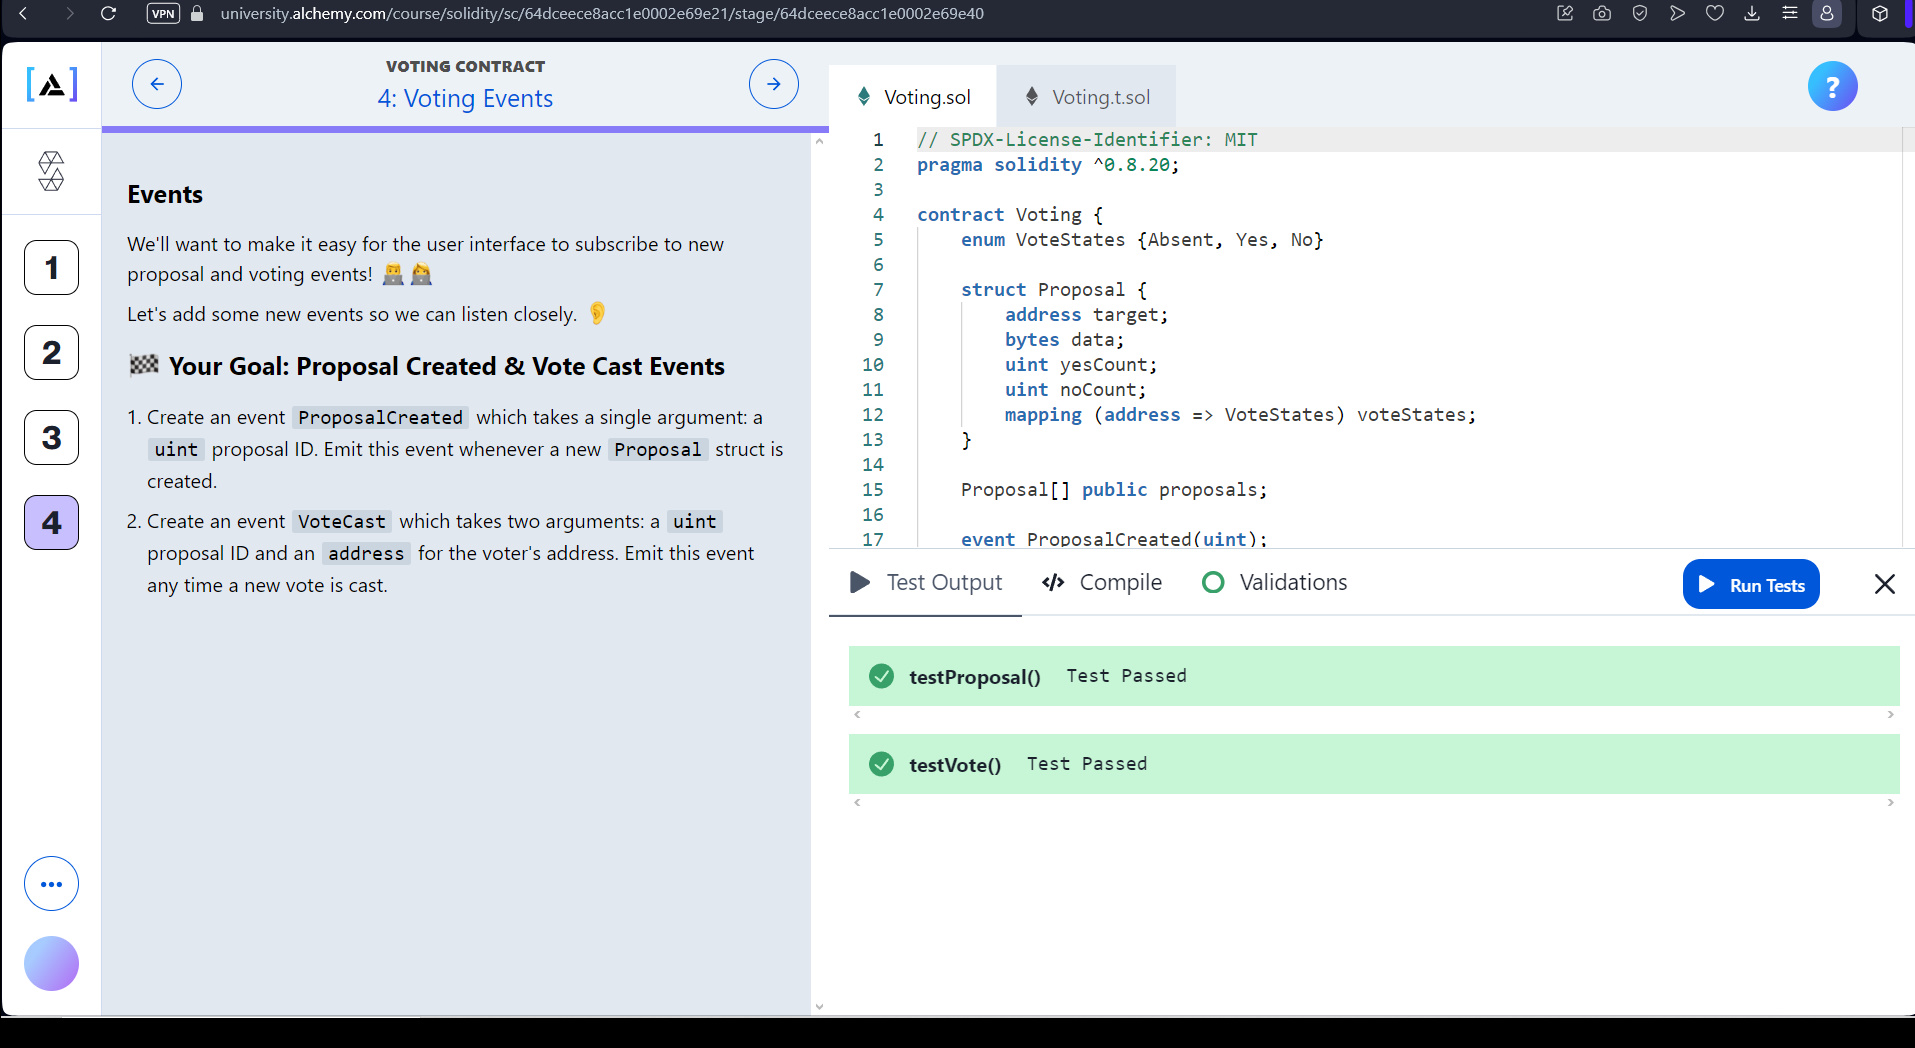 VPN
university.alchemy.com/course/solidity/sc/64dceece8acc1e0002e69e21/stage/64dceece8acc1e0002e69e40
VOTING CONTRACT
4: Voting Events
1
2
3
4
Events
We'll want to make it easy for the user interface to subscribe to new
proposal and voting events! 👨‍💻 👩‍💻
Let's add some new events so we can listen closely. 👂
🏁 Your Goal: Proposal Created & Vote Cast Events
1. Create an event ProposalCreated which takes a single argument: a
uint proposal ID. Emit this event whenever a new Proposal struct is
created.
2. Create an event VoteCast which takes two arguments: a uint
proposal ID and an address for the voter's address. Emit this event
any time a new vote is cast.
Voting.sol
Voting.t.sol
?
1 // SPDX-License-Identifier: MIT
2 pragma solidity ^0.8.20;
3
4 contract Voting {
5 enum VoteStates {Absent, Yes, No}
6
7 struct Proposal {
8 address target;
9 bytes data;
10 uint yesCount;
11 uint noCount;
12 mapping (address => VoteStates) voteStates;
13 }
14
15 Proposal[] public proposals;
16
17 event ProposalCreated(uint);
Test Output
Compile
Validations
Run Tests
testProposal() Test Passed
testVote() Test Passed